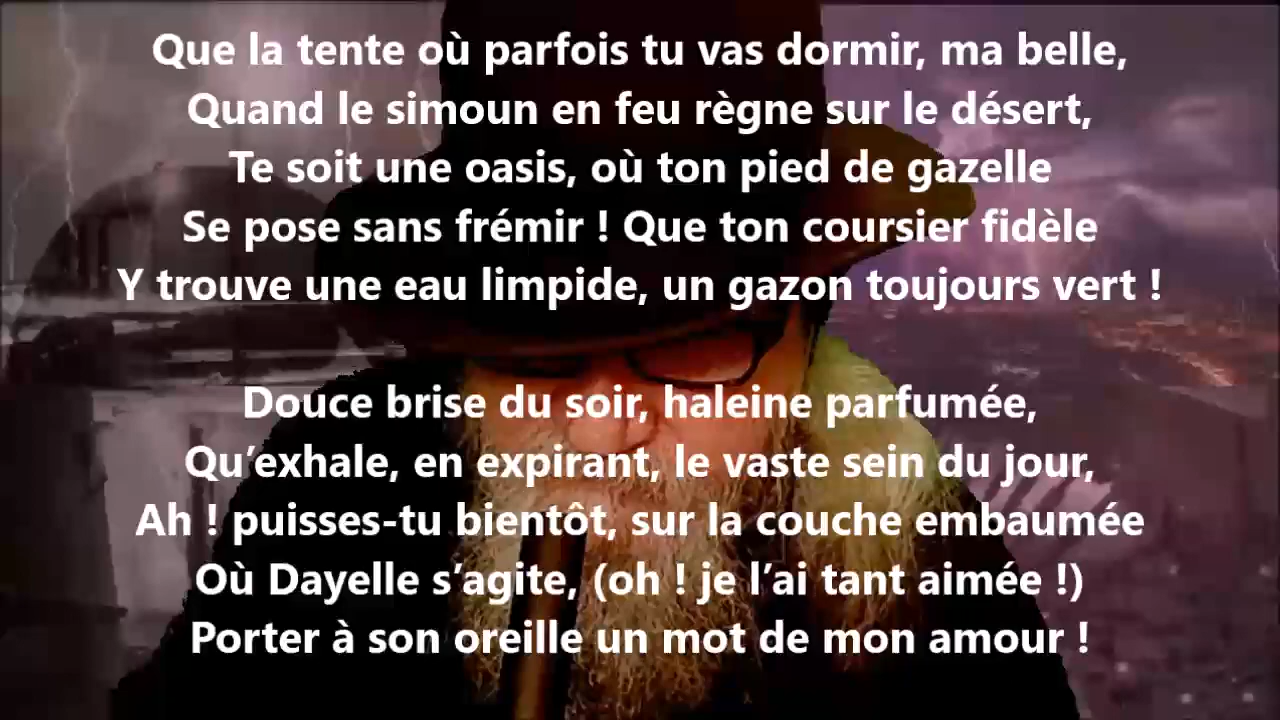 Que la tente où parfois tu vas dormir, ma belle,
Quand le simoun en feu règne sur le désert,
Te soit une oasis, où ton pied de gazelle
Se pose sans frémir ! Que ton coursier fidèle
Y trouve une eau limpide, un gazon toujours vert !
Douce brise du soir, haleine parfumée,
Qu’exhale, en expirant, le vaste sein du jour,
Ah ! puisses-tu bientôt, sur la couche embaumée
Où Dayelle s’agite, (oh ! je l’ai tant aimée !)
Porter à son oreille un mot de mon amour !